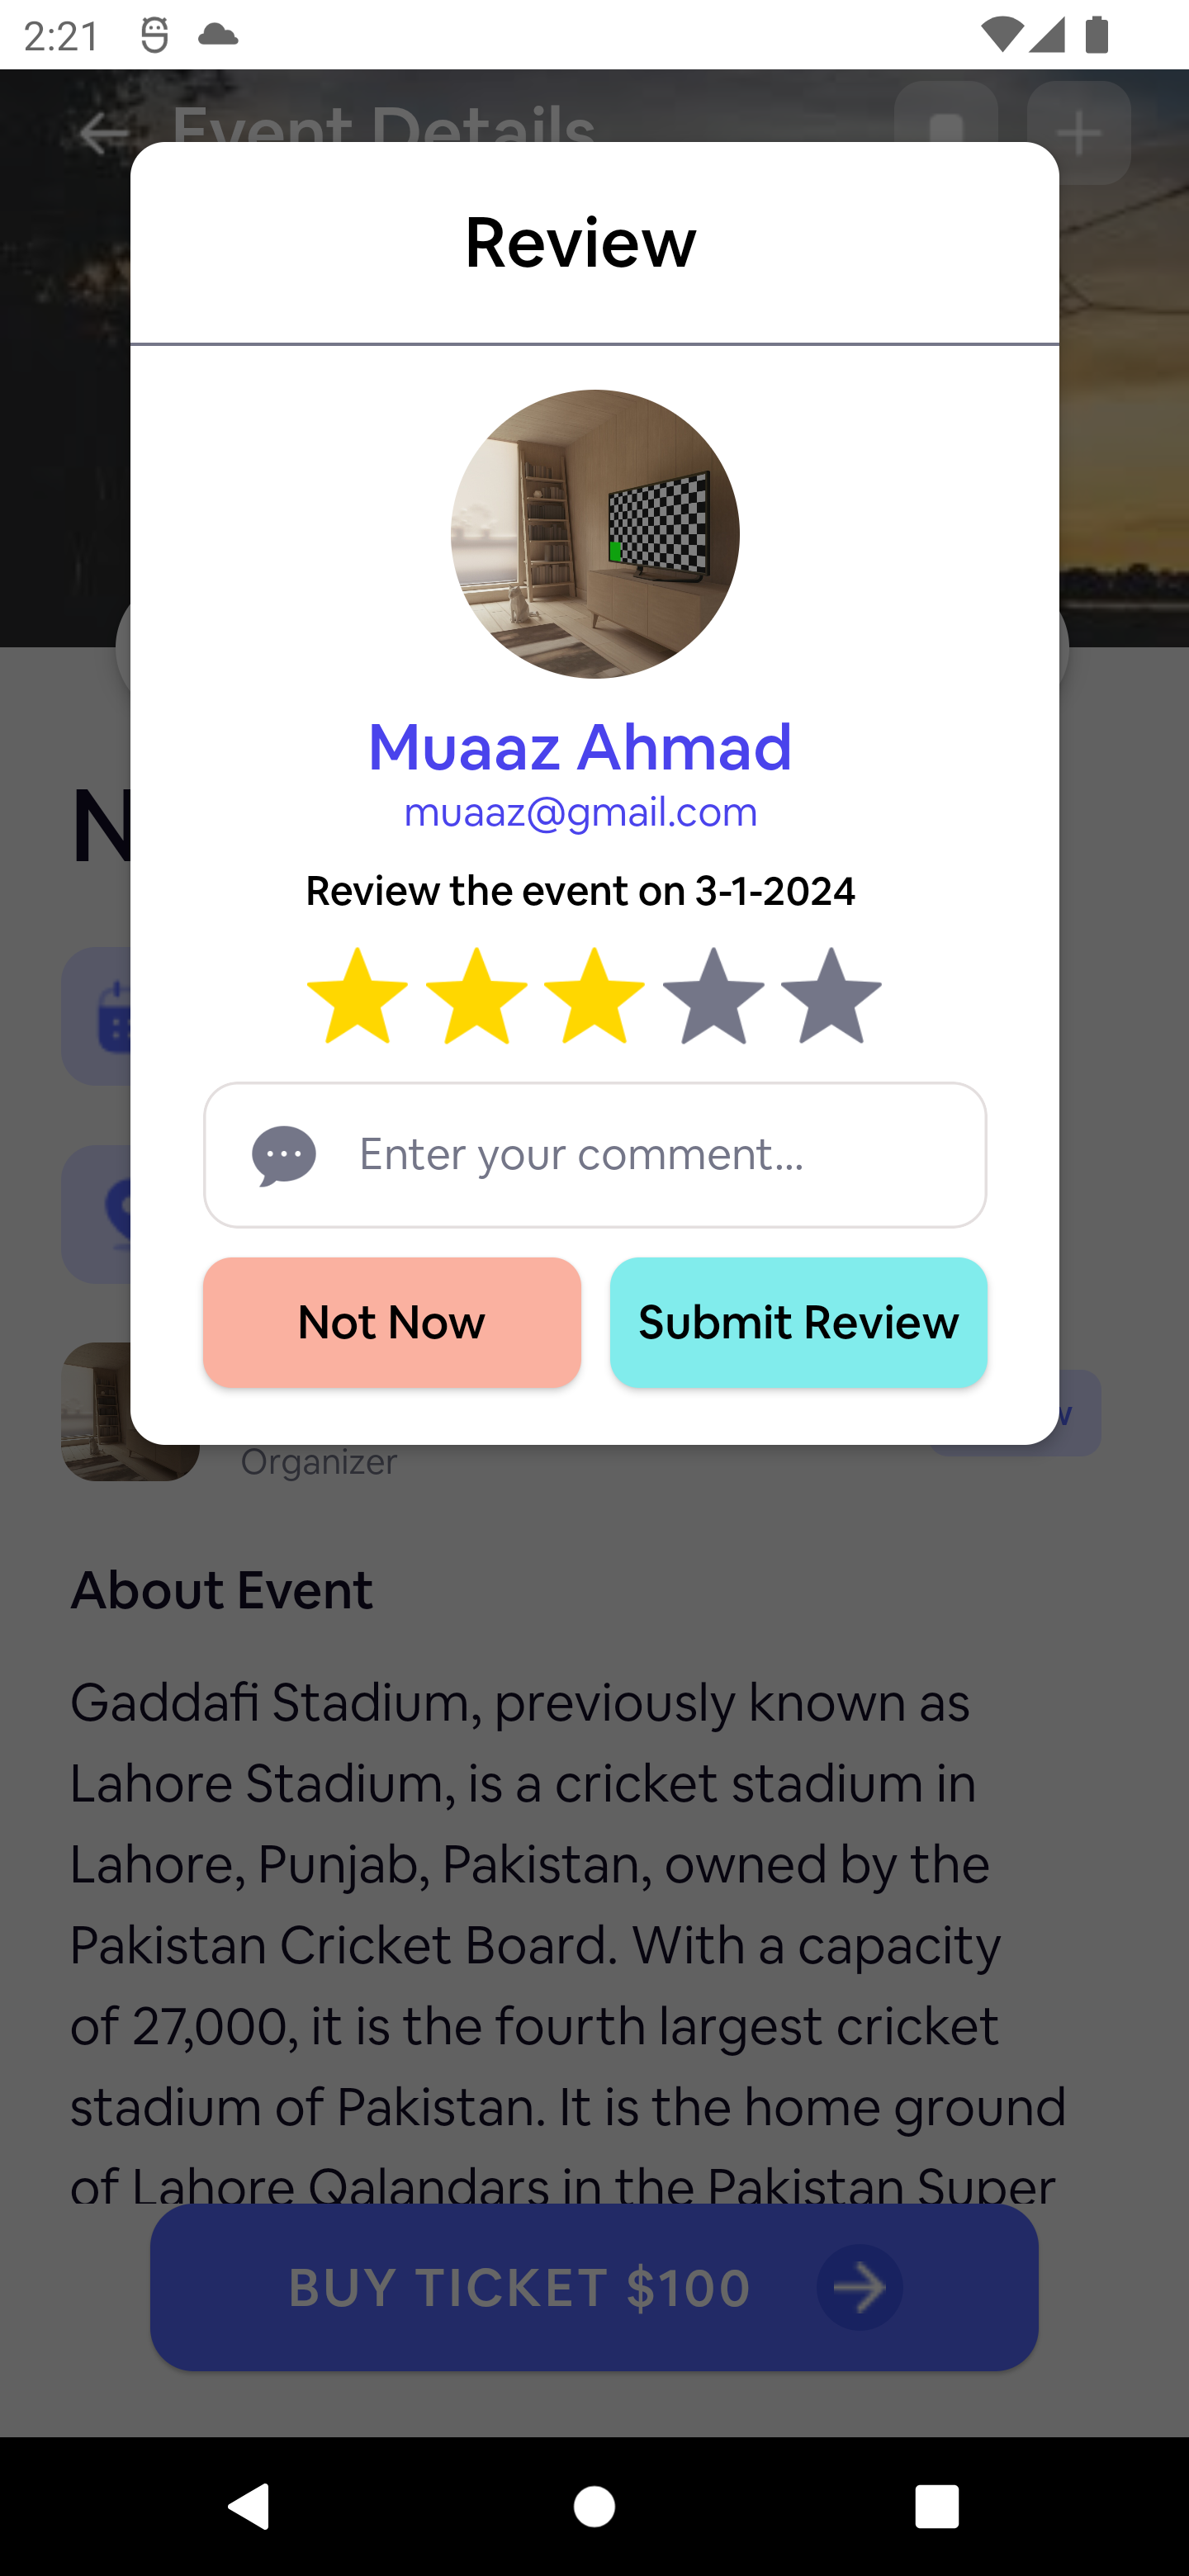 2:21
Event Details
Review
Muaaz Ahmad
muaaz@gmail.com
Review the event on 3-1-2024
Enter your comment...
Not Now
Submit Review
Organizer
About Event
Gaddafi Stadium, previously known as
Lahore Stadium, is a cricket stadium in
Lahore, Punjab, Pakistan, owned by the
Pakistan Cricket Board. With a capacity
of 27,000, it is the fourth largest cricket
stadium of Pakistan. It is the home ground
of Lahore Qalandars in the Pakistan Super
BUY TICKET $100